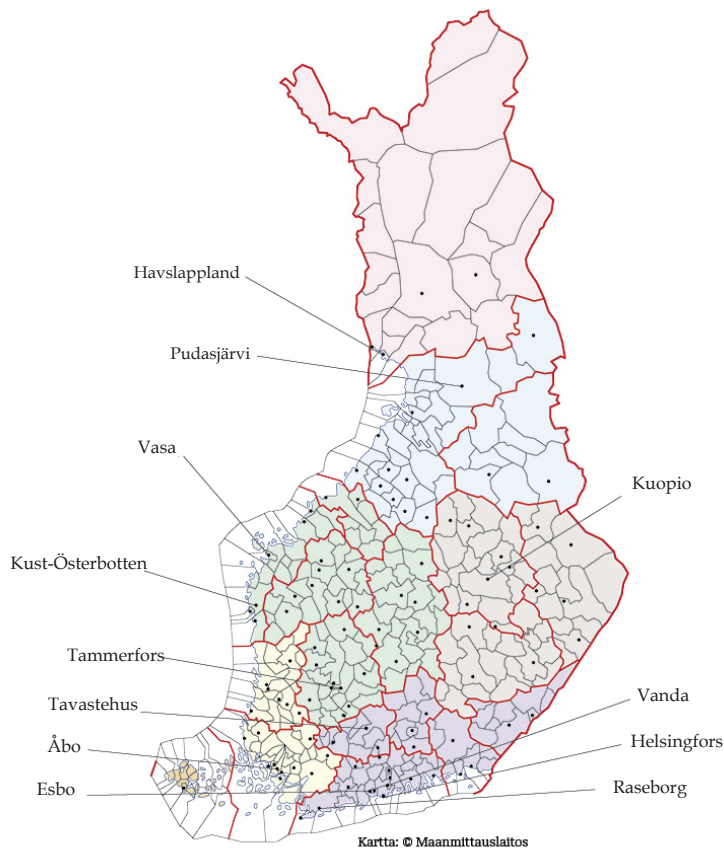 Havslappland
Pudasjärvi
Vasa
Kuopio
Kust-Österbotten
Tammerfors
Tavastehus
Vanda
Åbo
Helsingfors
Esbo
Raseborg
Kartta: © Maanmittauslaitos